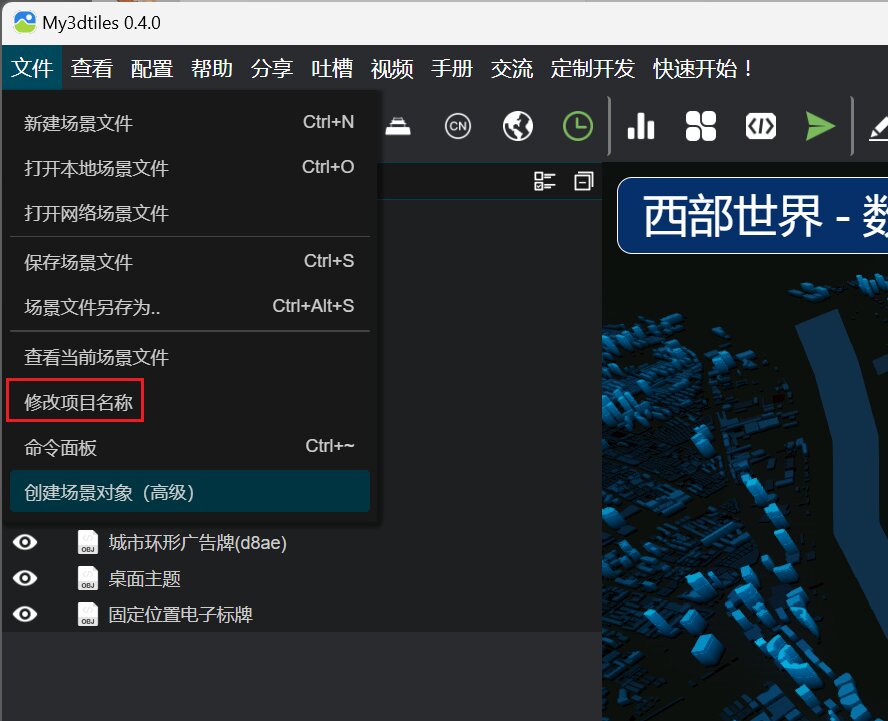 My3dtiles 0.4.0
文件 查看 配置 帮助 分享 吐槽 视频 手册 交流 定制开发 快速开始！
新建场景文件 Ctrl+N
CN
打开本地场景文件 Ctrl+O
打开网络场景文件
西部世界 - 数
保存场景文件 Ctrl+S
场景文件另存为.. Ctrl+Alt+S
查看当前场景文件
修改项目名称
命令面板 Ctrl+~
创建场景对象（高级）
OBJ 城市环形广告牌(d8ae)
OBJ 桌面主题
OBJ 固定位置电子标牌